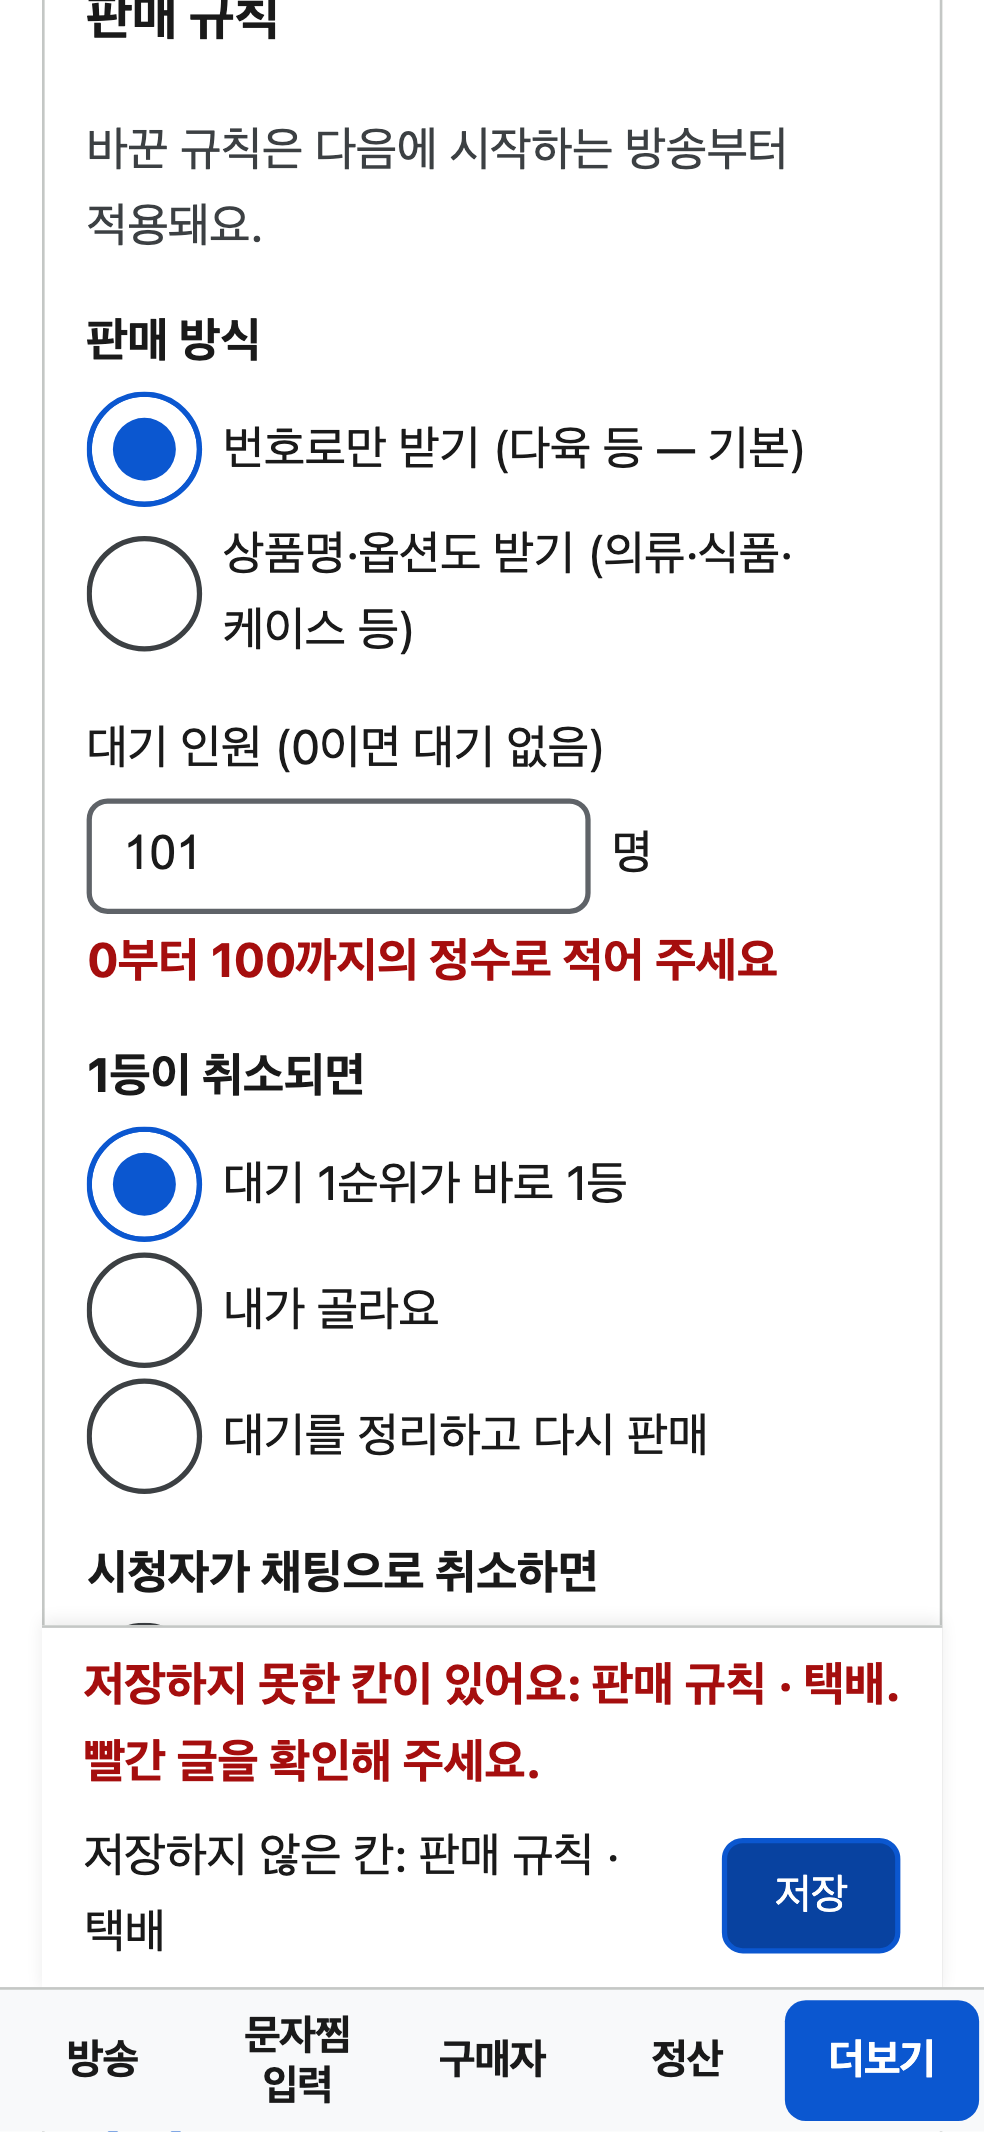 판매 규칙
바꾼 규칙은 다음에 시작하는 방송부터
적용돼요.
판매 방식
번호로만 받기 (다육 등 — 기본)
상품명·옵션도 받기 (의류·식품·
케이스 등)
대기 인원 (0이면 대기 없음)
101 명
0부터 100까지의 정수로 적어 주세요
1등이 취소되면
대기 1순위가 바로 1등
내가 골라요
대기를 정리하고 다시 판매
시청자가 채팅으로 취소하면
저장하지 못한 칸이 있어요: 판매 규칙 · 택배.
빨간 글을 확인해 주세요.
저장하지 않은 칸: 판매 규칙 ·
택배
저장
방송
문자찜
입력
구매자
정산
더보기